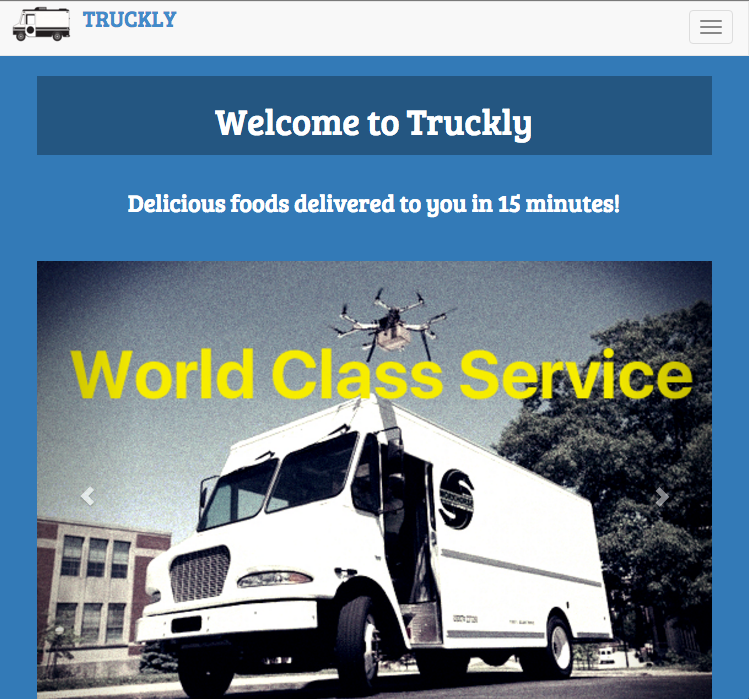 TRUCKLY
Welcome to Truckly
Delicious foods delivered to you in 15 minutes!
World Class Service